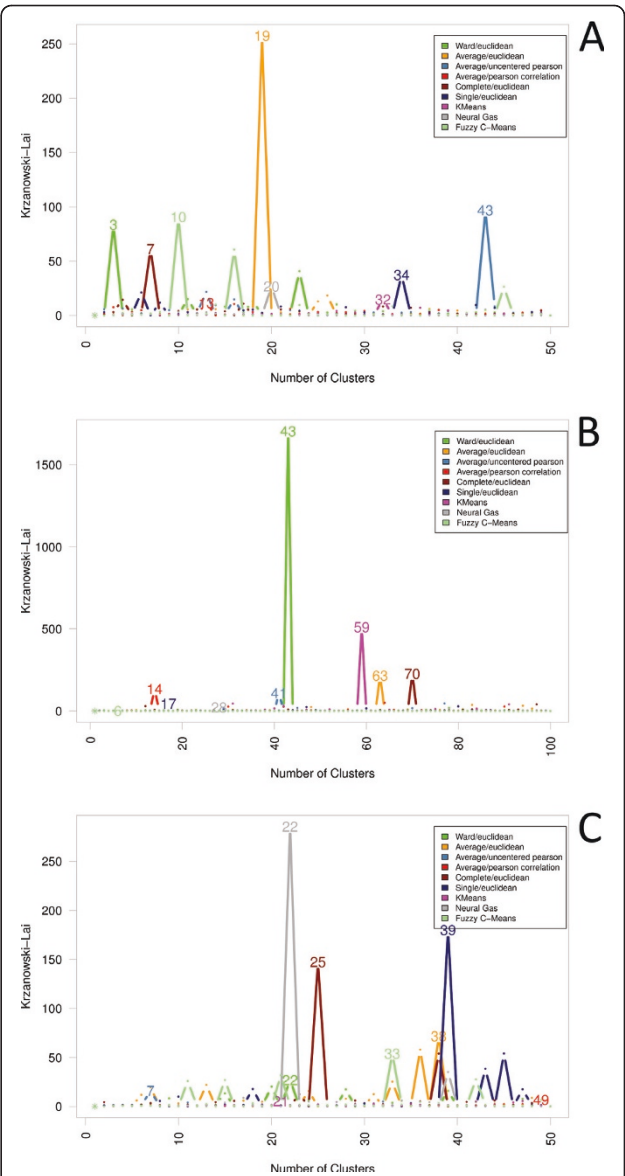 A
Krzanowski−Lai
250
200
150
100
50
0
Ward/euclidean
Average/euclidean
Average/uncentered pearson
Average/pearson correlation
Complete/euclidean
Single/euclidean
KMeans
Neural Gas
Fuzzy C−Means
3
7
10
13
19
20
32
34
43
0 10 20 30 40 50
Number of Clusters
B
Krzanowski−Lai
1500
1000
500
0
Ward/euclidean
Average/euclidean
Average/uncentered pearson
Average/pearson correlation
Complete/euclidean
Single/euclidean
KMeans
Neural Gas
Fuzzy C−Means
6
14
17
28
41
43
59
63
70
0 20 40 60 80 100
Number of Clusters
C
Krzanowski−Lai
250
200
150
100
50
0
Ward/euclidean
Average/euclidean
Average/uncentered pearson
Average/pearson correlation
Complete/euclidean
Single/euclidean
KMeans
Neural Gas
Fuzzy C−Means
7
21
22
22
25
33
38
39
49
0 10 20 30 40 50
Number of Clusters